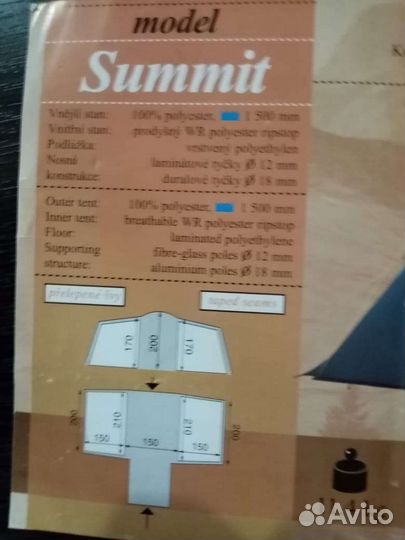 model
Summit
Vnější stan: 100% polyester, 1 500 mm
Vnitřní stan: prodyšný WR polyester ripstop
Podlážka: vrstvený polyethylen
Nosná laminátové tyčky Ø 12 mm
konstrukce: duralové tyčky Ø 18 mm
Outer tent: 100% polyester, 1 500 mm
Inner tent: breathable WR polyester ripstop
Floor: laminated polyethylene
Supporting fibre-glass poles Ø 12 mm
structure: aluminium poles Ø 18 mm
přelepené švy taped seams
170 200 170
200 210 210 200
150 150 150
Avito